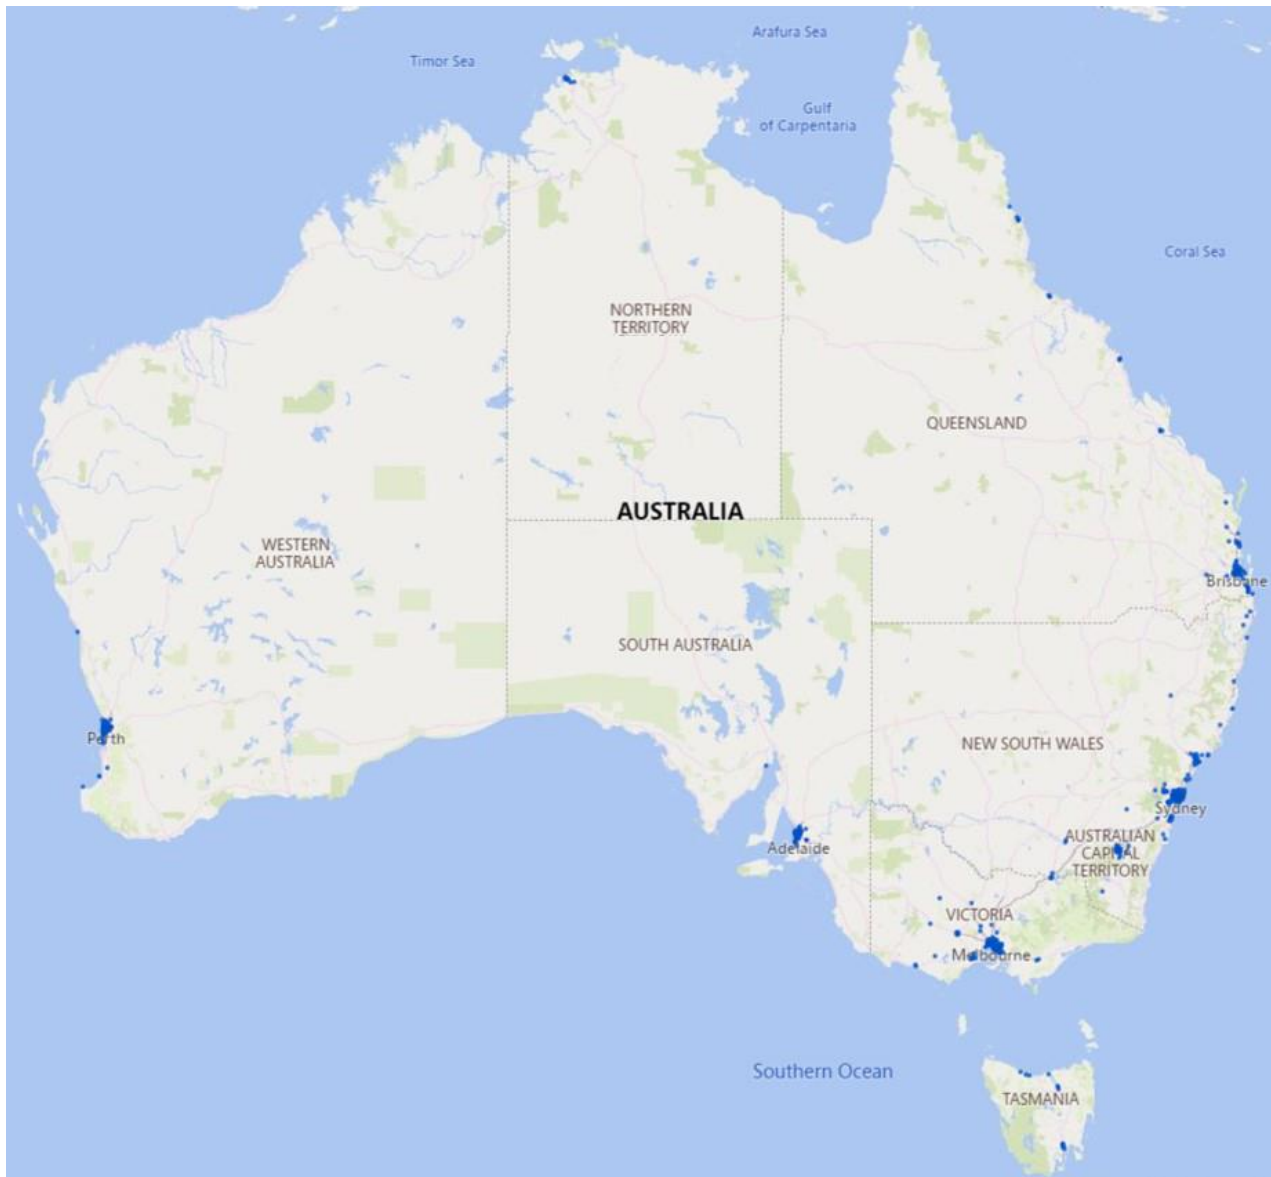 Arafura Sea
Timor Sea
Gulf
of Carpentaria
Coral Sea
NORTHERN
TERRITORY
QUEENSLAND
AUSTRALIA
WESTERN
AUSTRALIA
Brisbane
SOUTH AUSTRALIA
Perth
NEW SOUTH WALES
Sydney
AUSTRALIAN
CAPITAL
TERRITORY
Adelaide
VICTORIA
Melbourne
Southern Ocean
TASMANIA